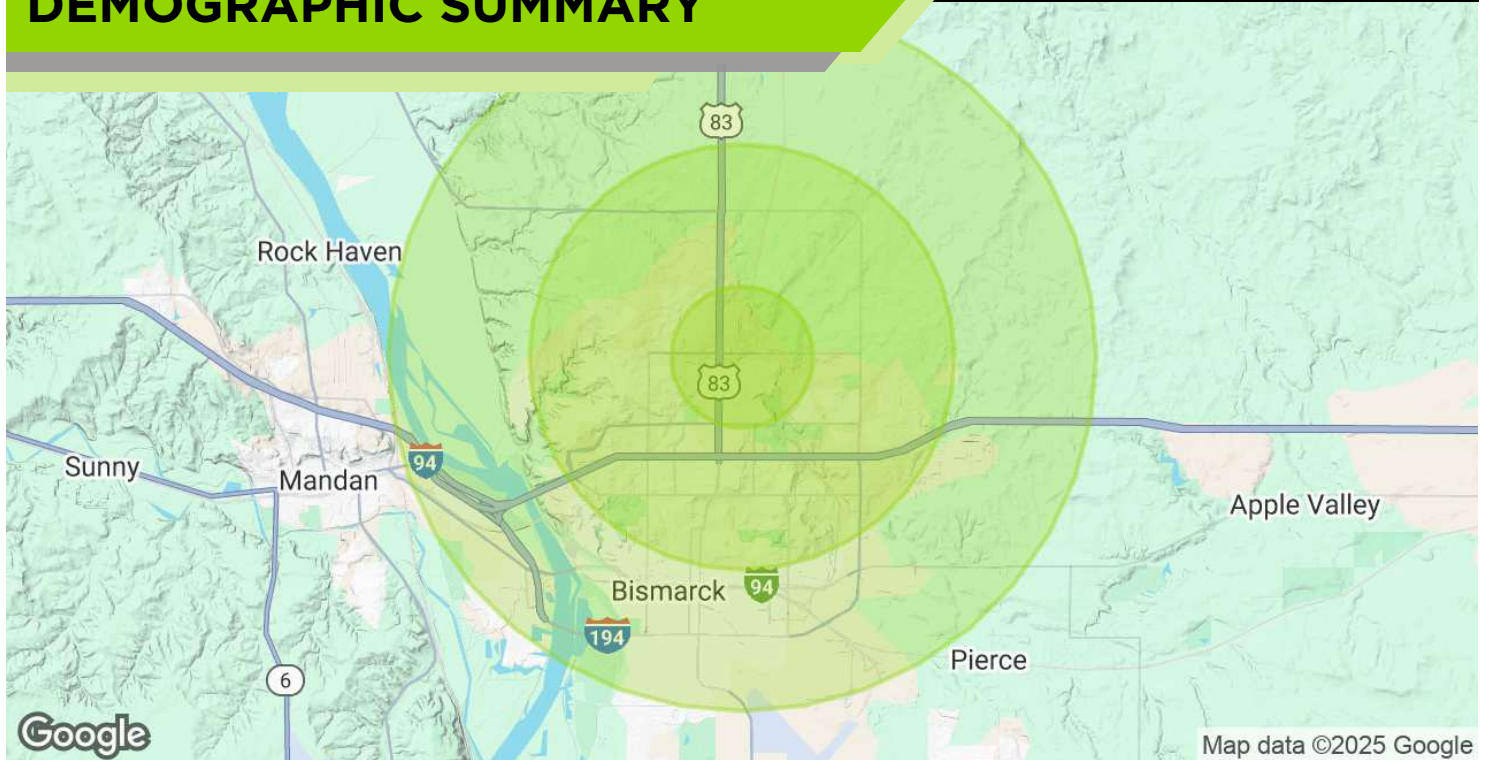 DEMOGRAPHIC SUMMARY
83
Rock Haven
83
94
Sunny
Mandan
Apple Valley
Bismarck
94
194
Pierce
6
Google
Map data ©2025 Google